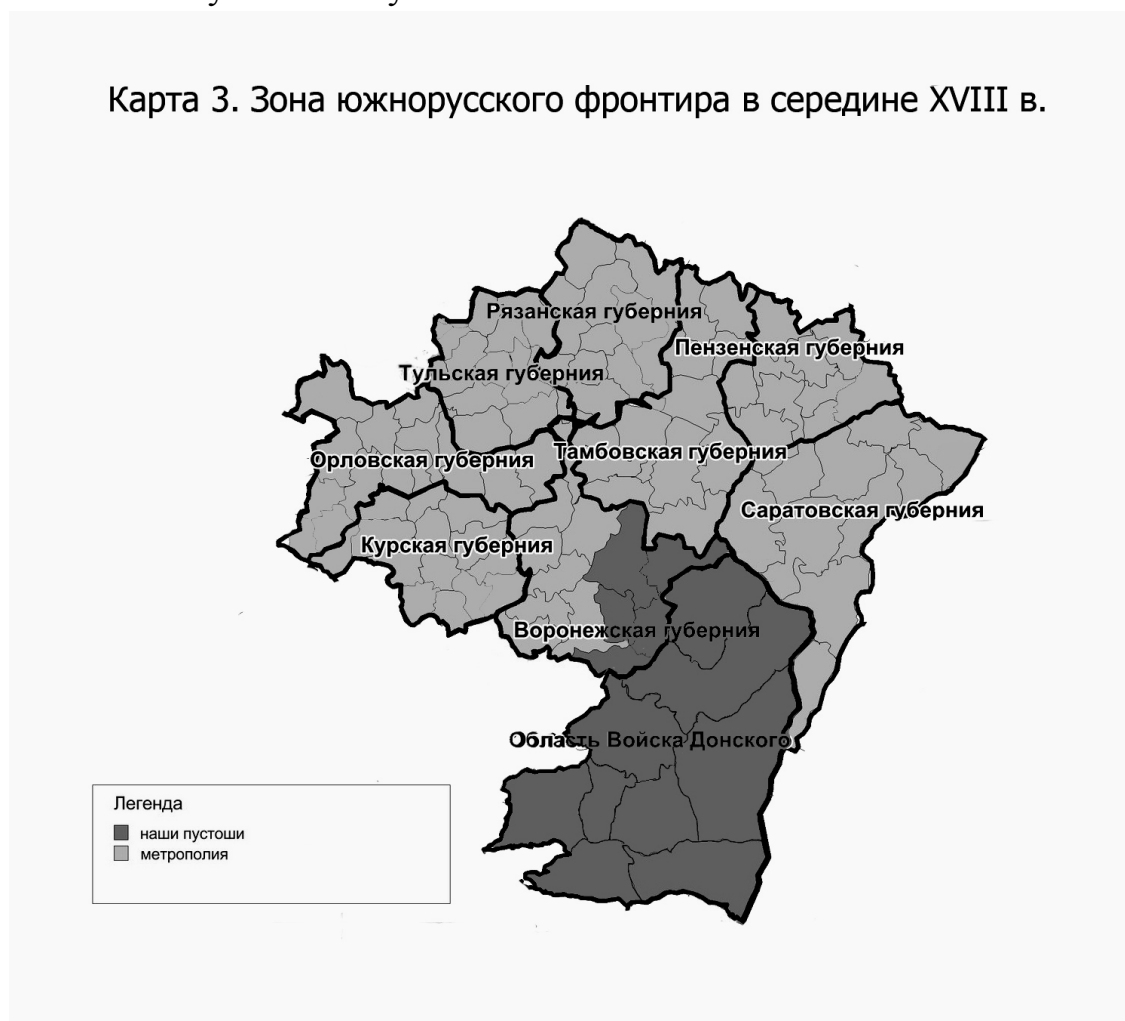 Карта 3. Зона южнорусского фронтира в середине XVIII в.
Рязанская губерния
Пензенская губерния
Тульская губерния
Тамбовская губерния
Орловская губерния
Саратовская губерния
Курская губерния
Воронежская губерния
Область Войска Донского
Легенда
наши пустоши
метрополия